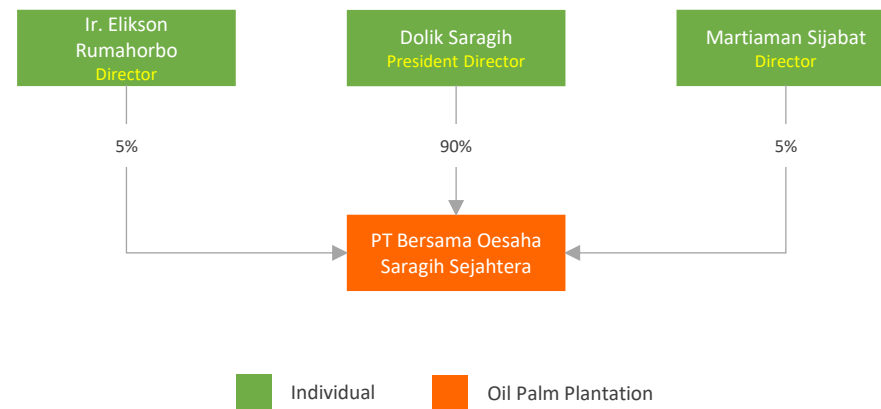 Ir. Elikson
Rumahorbo
Director
Dolik Saragih
President Director
Martiaman Sijabat
Director
5%
90%
5%
PT Bersama Oesaha
Saragih Sejahtera
Individual
Oil Palm Plantation